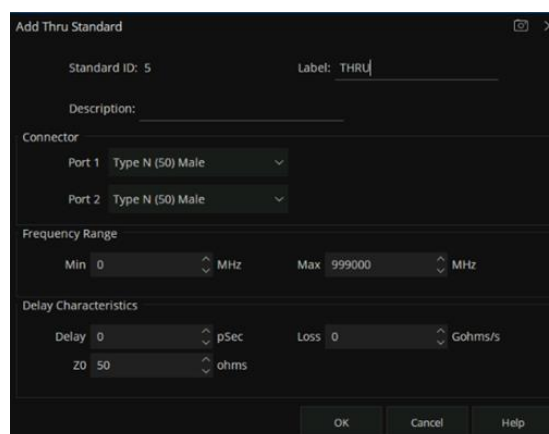 Add Thru Standard
Standard ID: 5 Label: THRU
Description:
Connector
Port 1 Type N (50) Male
Port 2 Type N (50) Male
Frequency Range
Min 0 MHz Max 999000 MHz
Delay Characteristics
Delay 0 pSec Loss 0 Gohms/s
Z0 50 ohms
OK Cancel Help